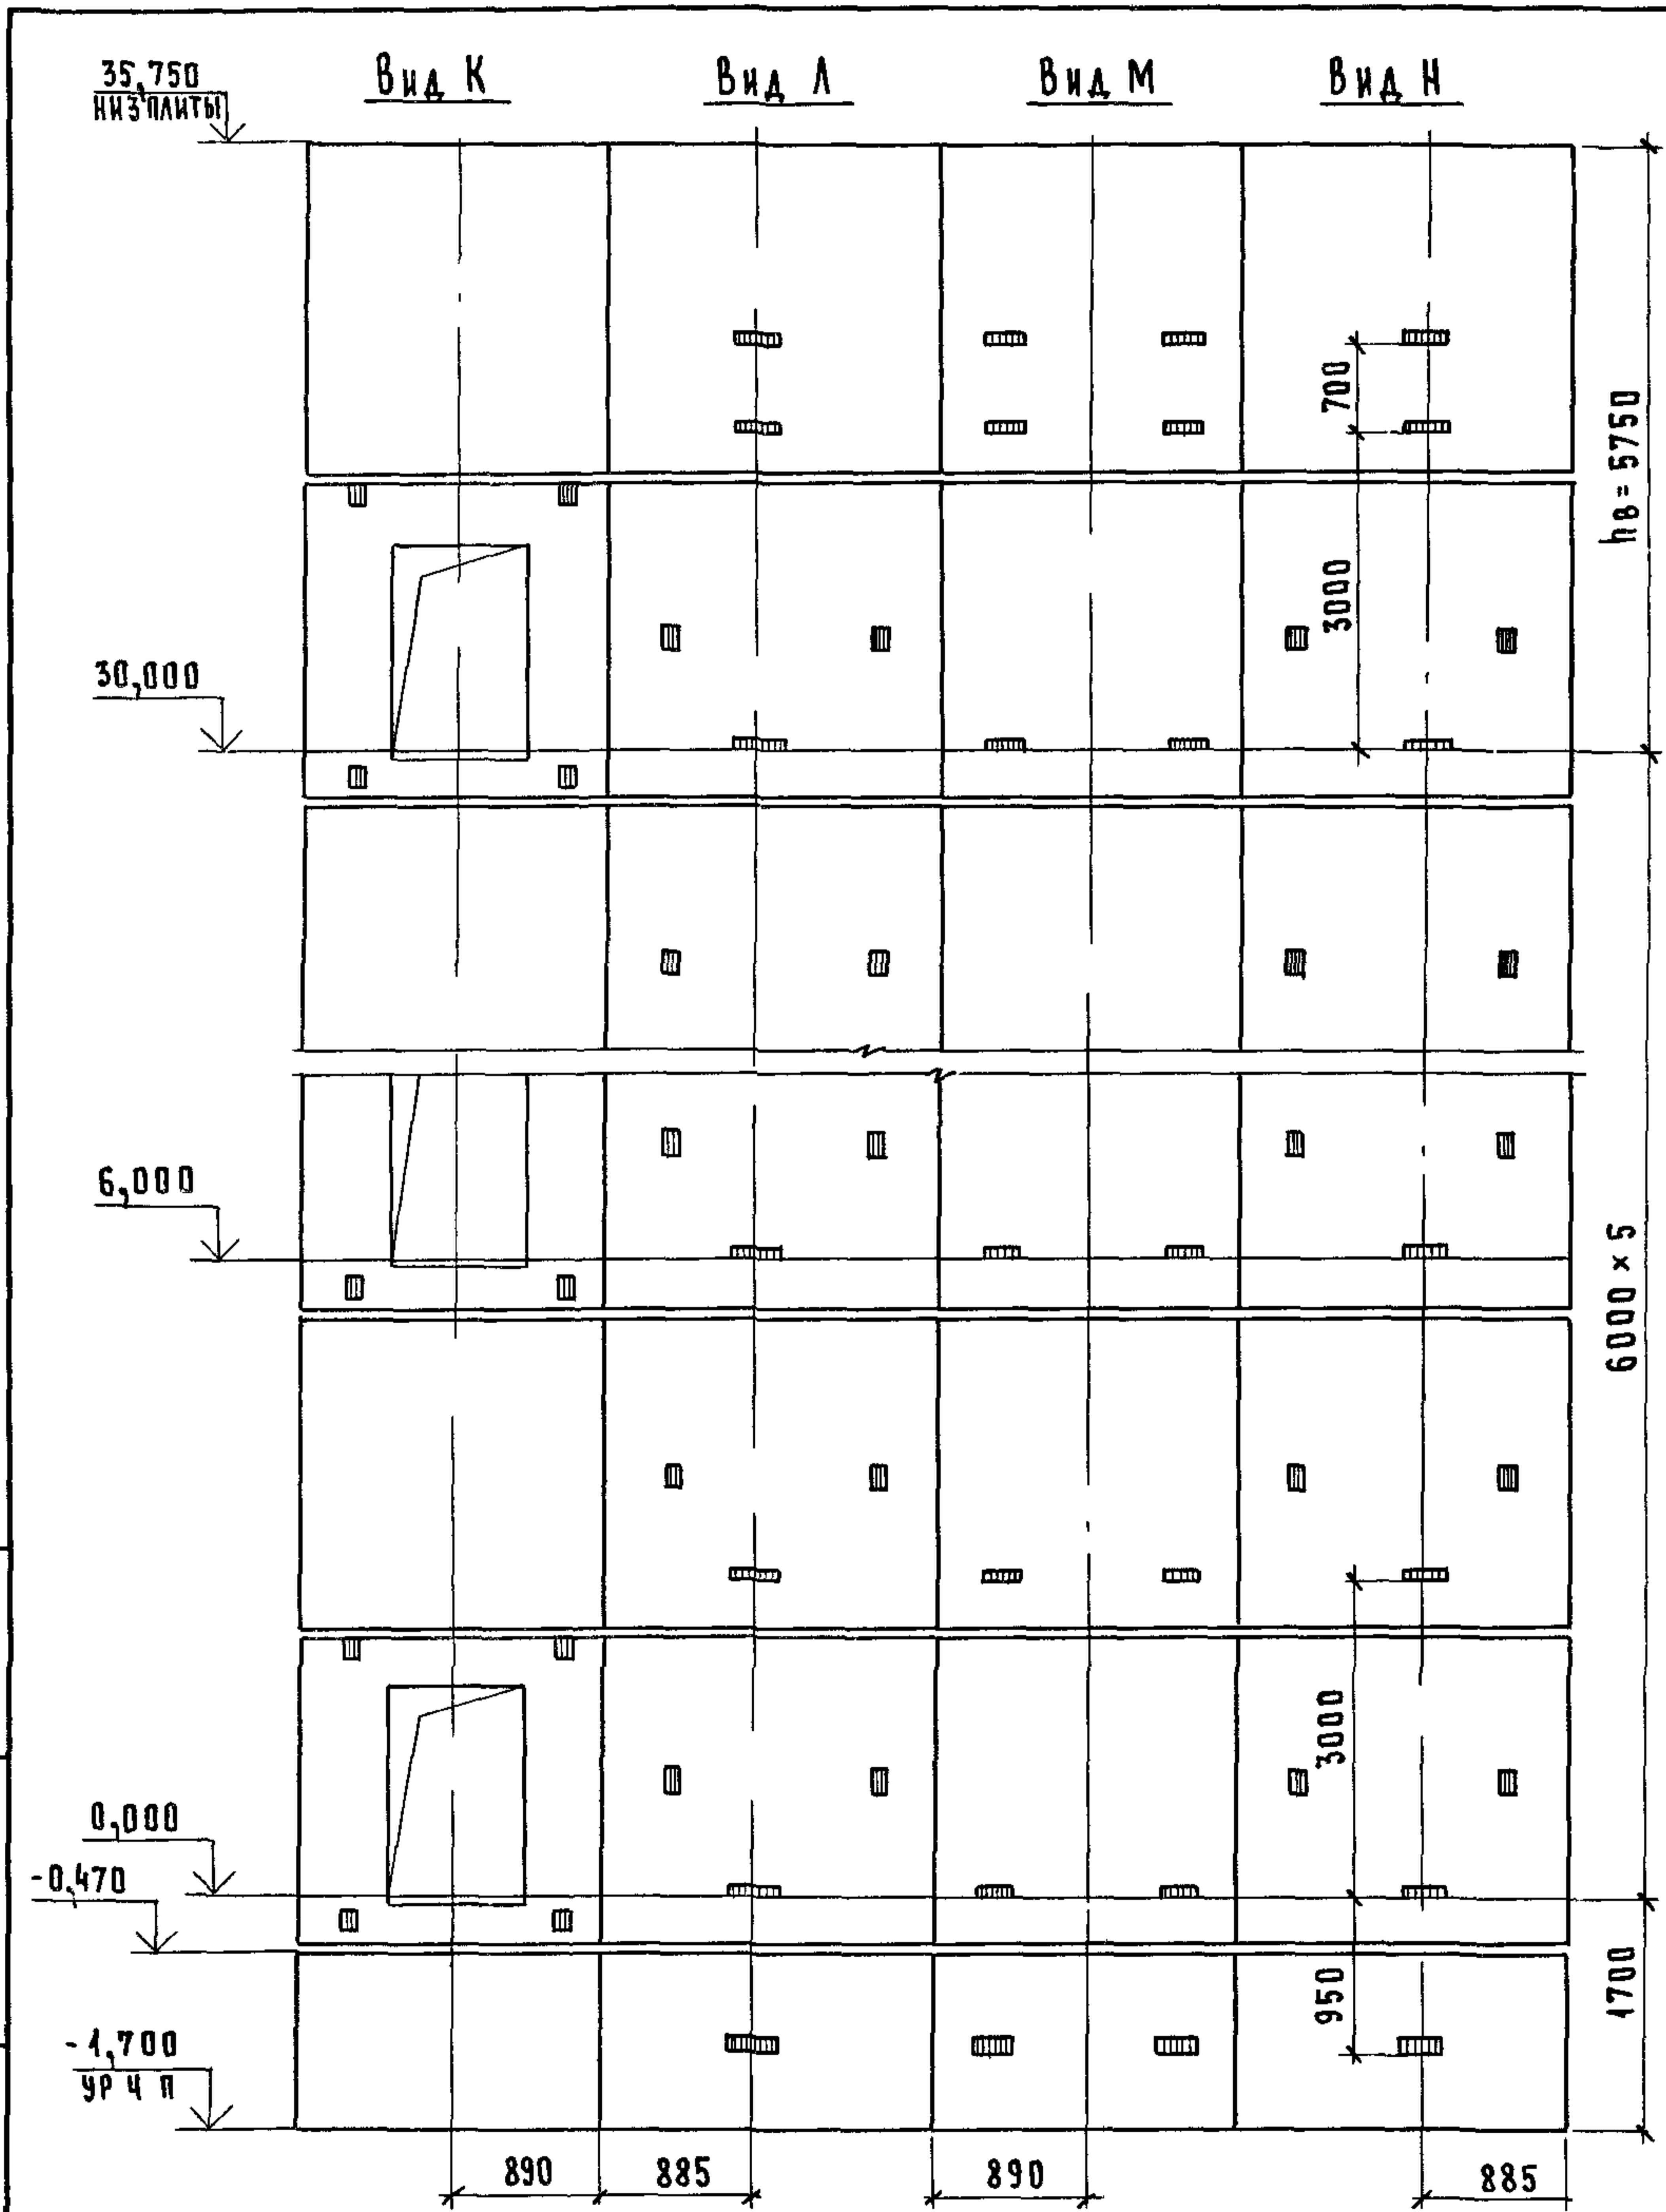 Вид К
Вид Л
Вид М
Вид Н
35,750
НИЗ ПЛИТЫ
700
hв = 5750
3000
30,000
6,000
6000 × 5
3000
0,000
-0,470
950
1700
-1,700
УР Ч П
890
885
890
885